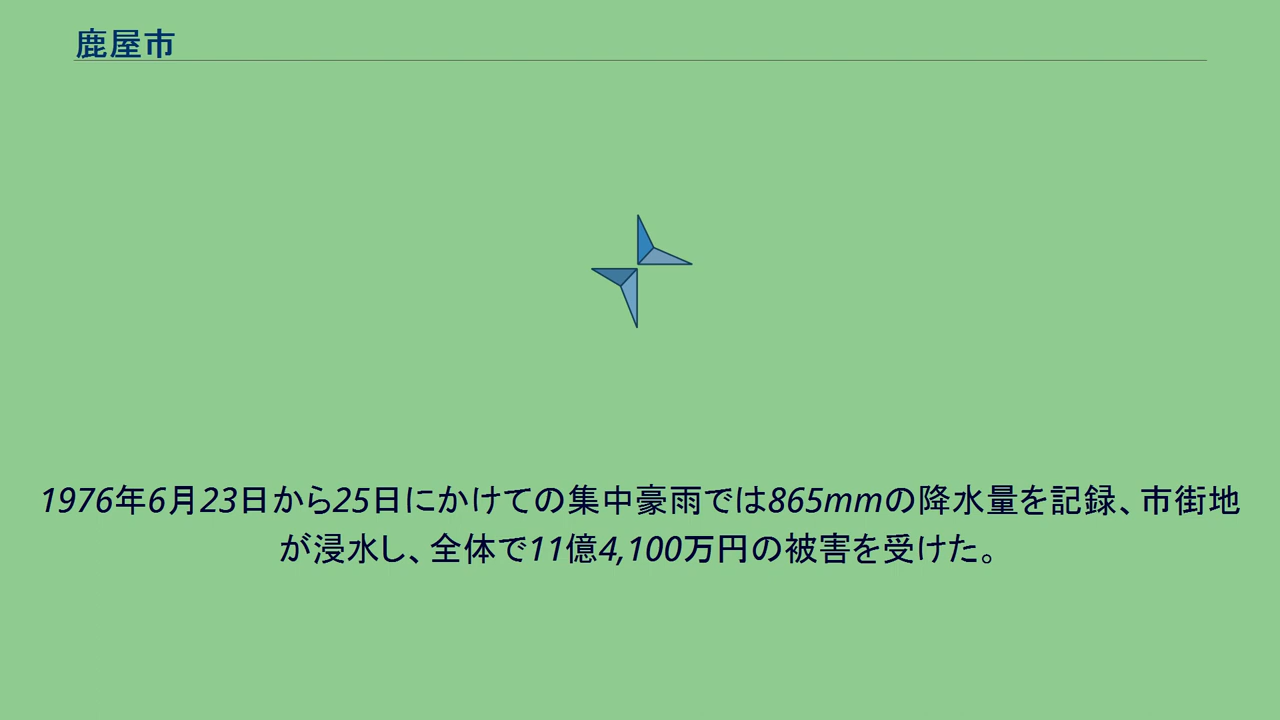 鹿屋市
1976年6月23日から25日にかけての集中豪雨では865mmの降水量を記録、市街地
が浸水し、全体で11億4,100万円の被害を受けた。